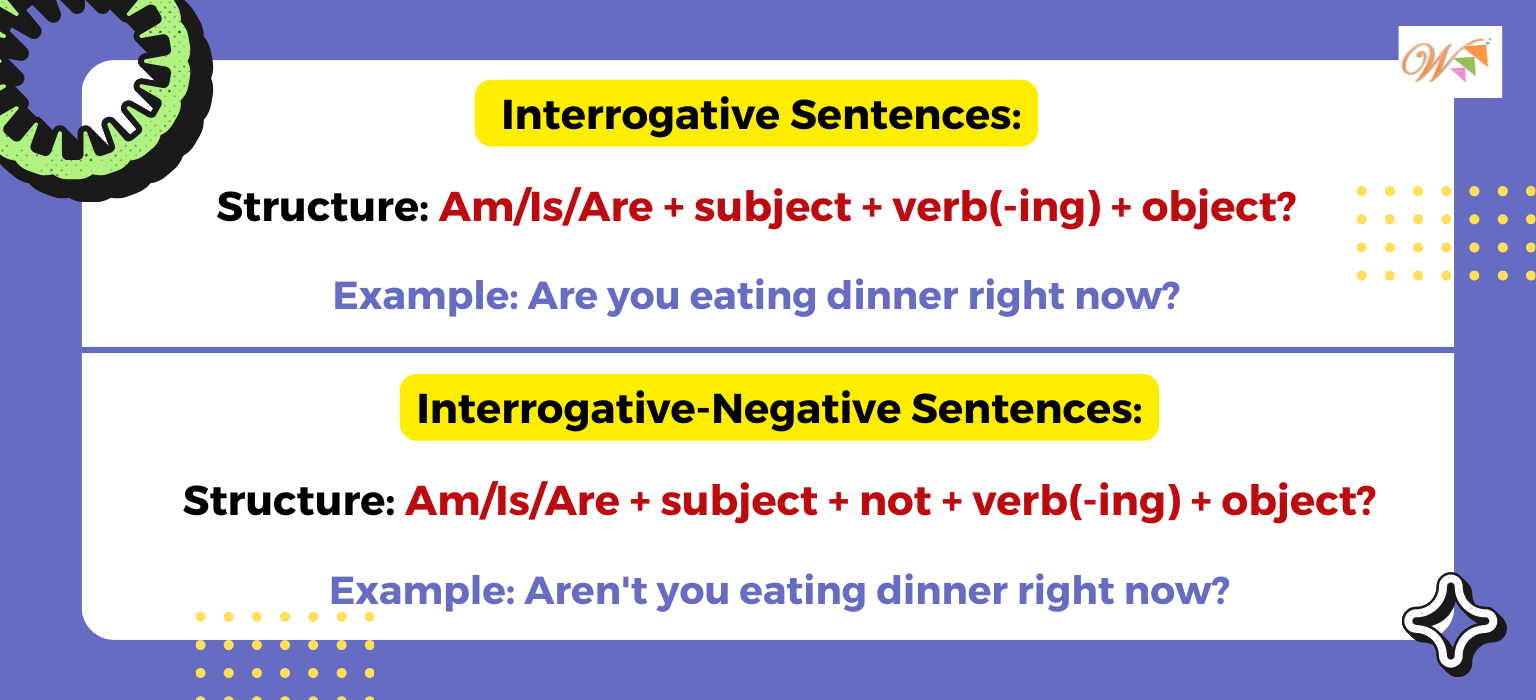 W
Interrogative Sentences:
Structure: Am/Is/Are + subject + verb(-ing) + object?
Example: Are you eating dinner right now?
Interrogative-Negative Sentences:
Structure: Am/Is/Are + subject + not + verb(-ing) + object?
Example: Aren't you eating dinner right now?